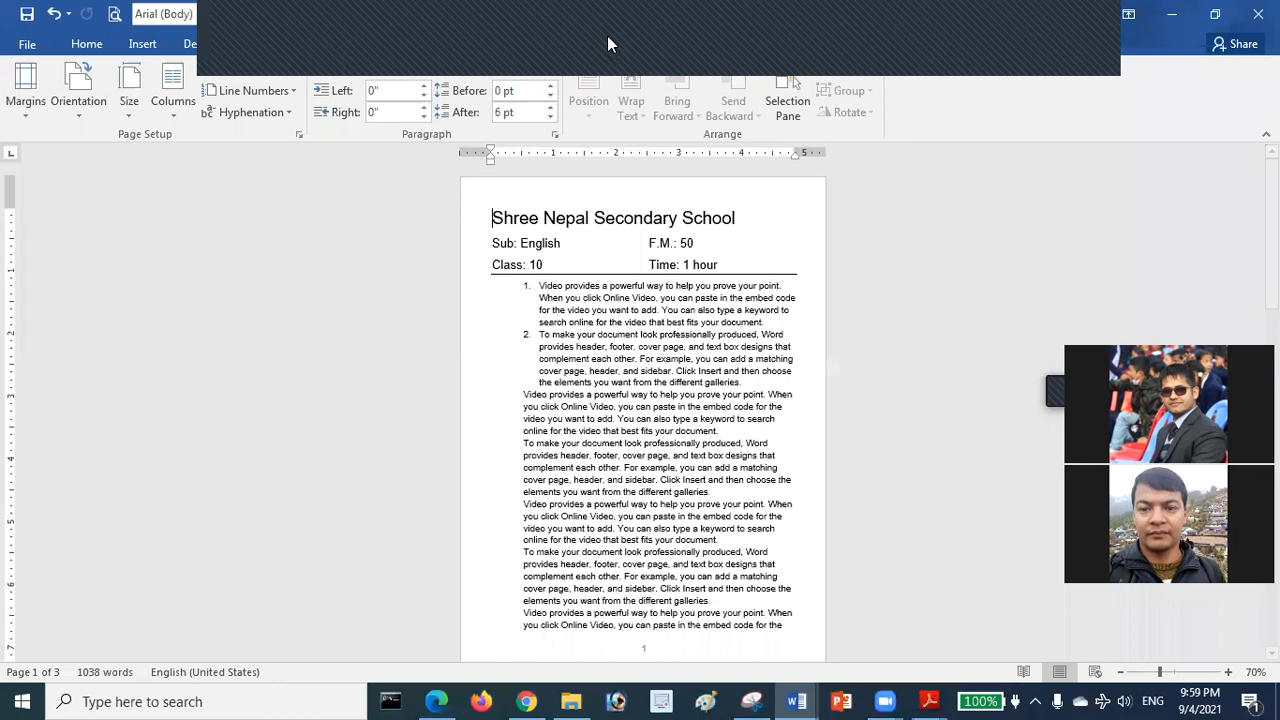 Arial (Body)
File Home Insert De Share
Margins Orientation Size Columns Line Numbers Hyphenation Left: 0" Right: 0" Before: 0 pt After: 6 pt Position Wrap Text Bring Forward Send Backward Selection Pane Group Rotate
Page Setup Paragraph Arrange
L 1 2 3 4 5
Shree Nepal Secondary School
Sub: English F.M.: 50
Class: 10 Time: 1 hour
1. Video provides a powerful way to help you prove your point.
When you click Online Video, you can paste in the embed code
for the video you want to add. You can also type a keyword to
search online for the video that best fits your document.
2. To make your document look professionally produced, Word
provides header, footer, cover page, and text box designs that
complement each other. For example, you can add a matching
cover page, header, and sidebar. Click Insert and then choose
the elements you want from the different galleries.
Video provides a powerful way to help you prove your point. When
you click Online Video, you can paste in the embed code for the
video you want to add. You can also type a keyword to search
online for the video that best fits your document.
To make your document look professionally produced, Word
provides header, footer, cover page, and text box designs that
complement each other. For example, you can add a matching
cover page, header, and sidebar. Click Insert and then choose the
elements you want from the different galleries.
Video provides a powerful way to help you prove your point. When
you click Online Video, you can paste in the embed code for the
video you want to add. You can also type a keyword to search
online for the video that best fits your document.
To make your document look professionally produced, Word
provides header, footer, cover page, and text box designs that
complement each other. For example, you can add a matching
cover page, header, and sidebar. Click Insert and then choose the
elements you want from the different galleries.
Video provides a powerful way to help you prove your point. When
you click Online Video, you can paste in the embed code for the
1
1 2 3 4 5 6 7
Page 1 of 3 1038 words English (United States) 70%
Type here to search 100% 9:59 PM
9/4/2021